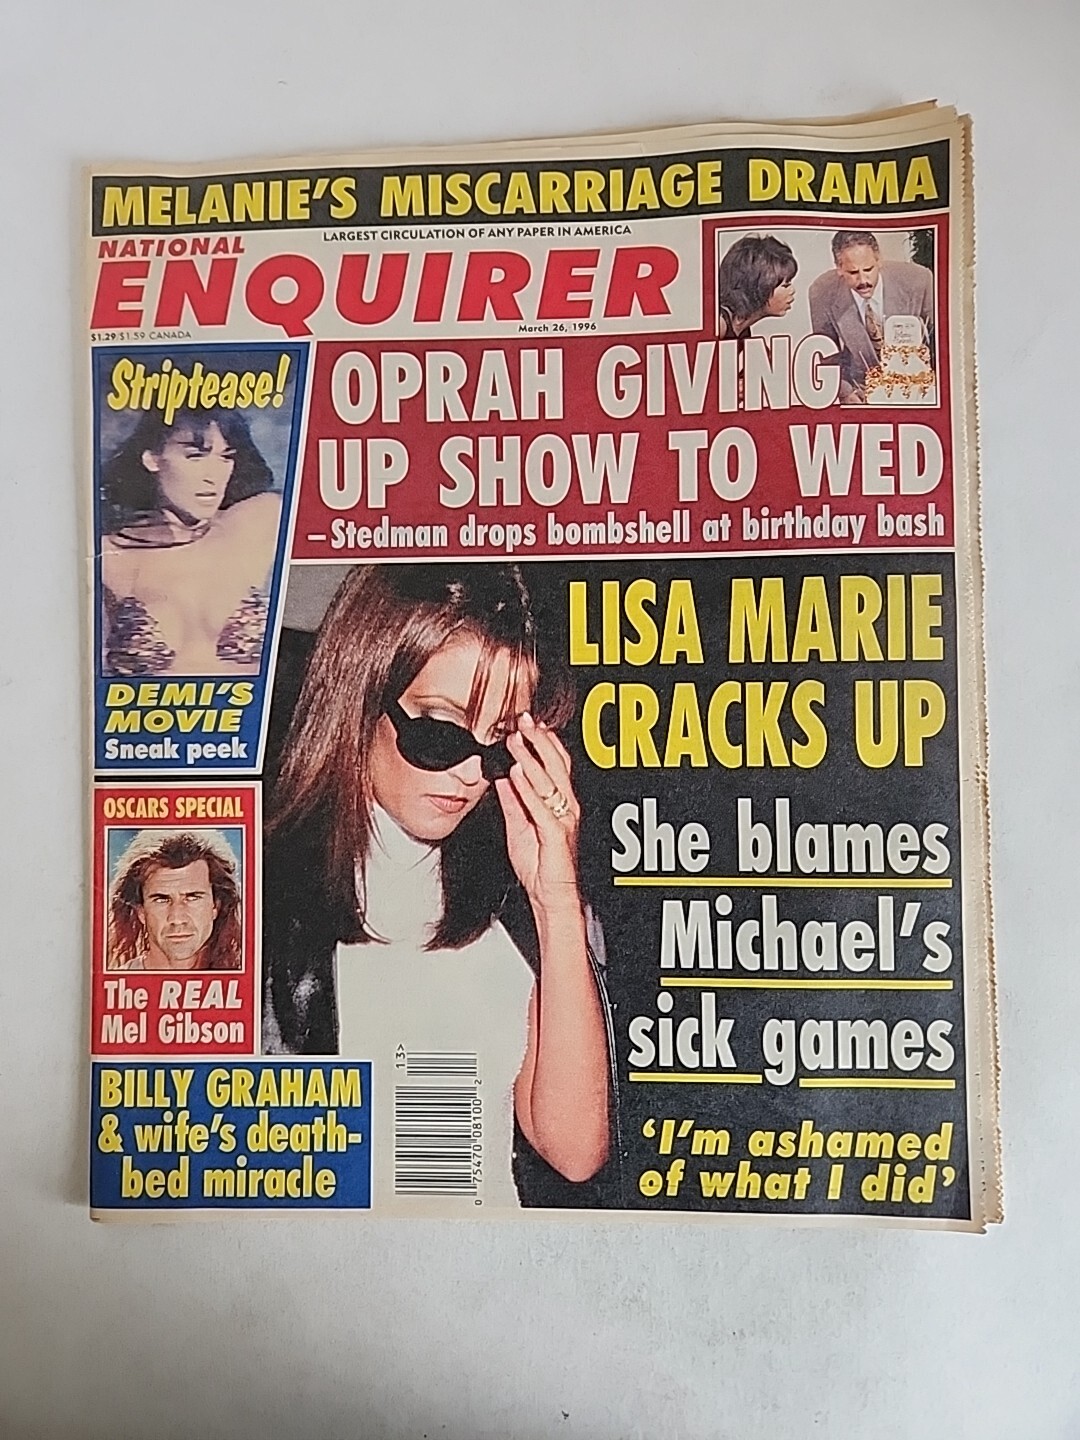 MELANIE'S MISCARRIAGE DRAMA
LARGEST CIRCULATION OF ANY PAPER IN AMERICA
NATIONAL
ENQUIRER
$1.29/$1.59 CANADA
March 26, 1996
Striptease!
DEMI'S
MOVIE
Sneak peek
OPRAH GIVING
UP SHOW TO WED
–Stedman drops bombshell at birthday bash
LISA MARIE
CRACKS UP
She blames
Michael's
sick games
'I'm ashamed
of what I did'
OSCARS SPECIAL
The REAL
Mel Gibson
BILLY GRAHAM
& wife's death-
bed miracle
13>
0 75470 08100 2